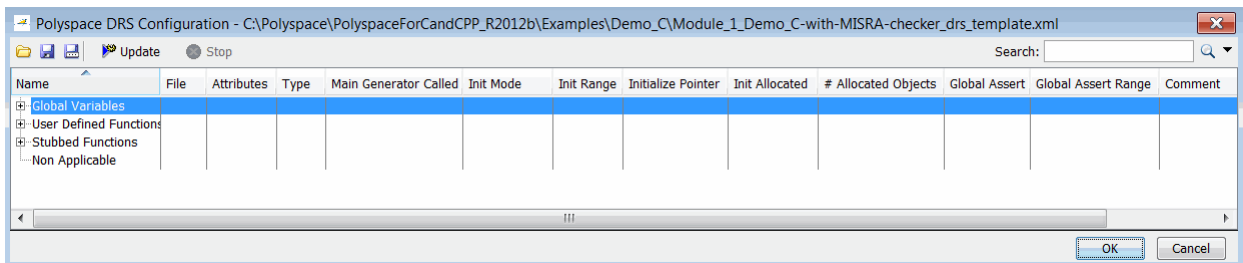 Polyspace DRS Configuration - C:\Polyspace\PolyspaceForCandCPP_R2012b\Examples\Demo_C\Module_1_Demo_C-with-MISRA-checker_drs_template.xml
Update Stop Search:
Name File Attributes Type Main Generator Called Init Mode Init Range Initialize Pointer Init Allocated # Allocated Objects Global Assert Global Assert Range Comment
Global Variables
User Defined Functions
Stubbed Functions
Non Applicable
OK Cancel